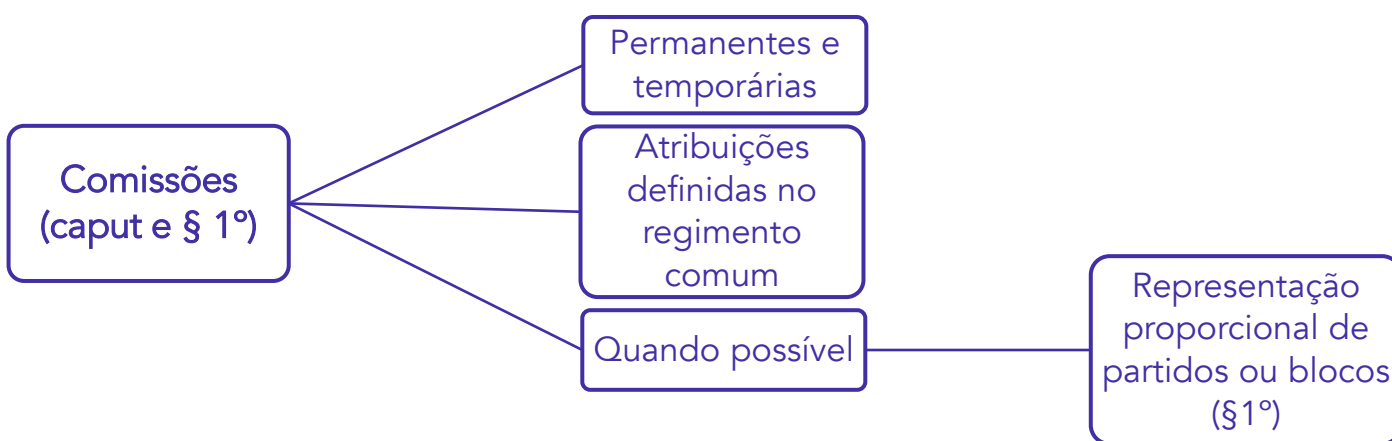 Permanentes e
temporárias
Comissões
(caput e § 1º)
Atribuições
definidas no
regimento
comum
Quando possível
Representação
proporcional de
partidos ou blocos
(§1º)